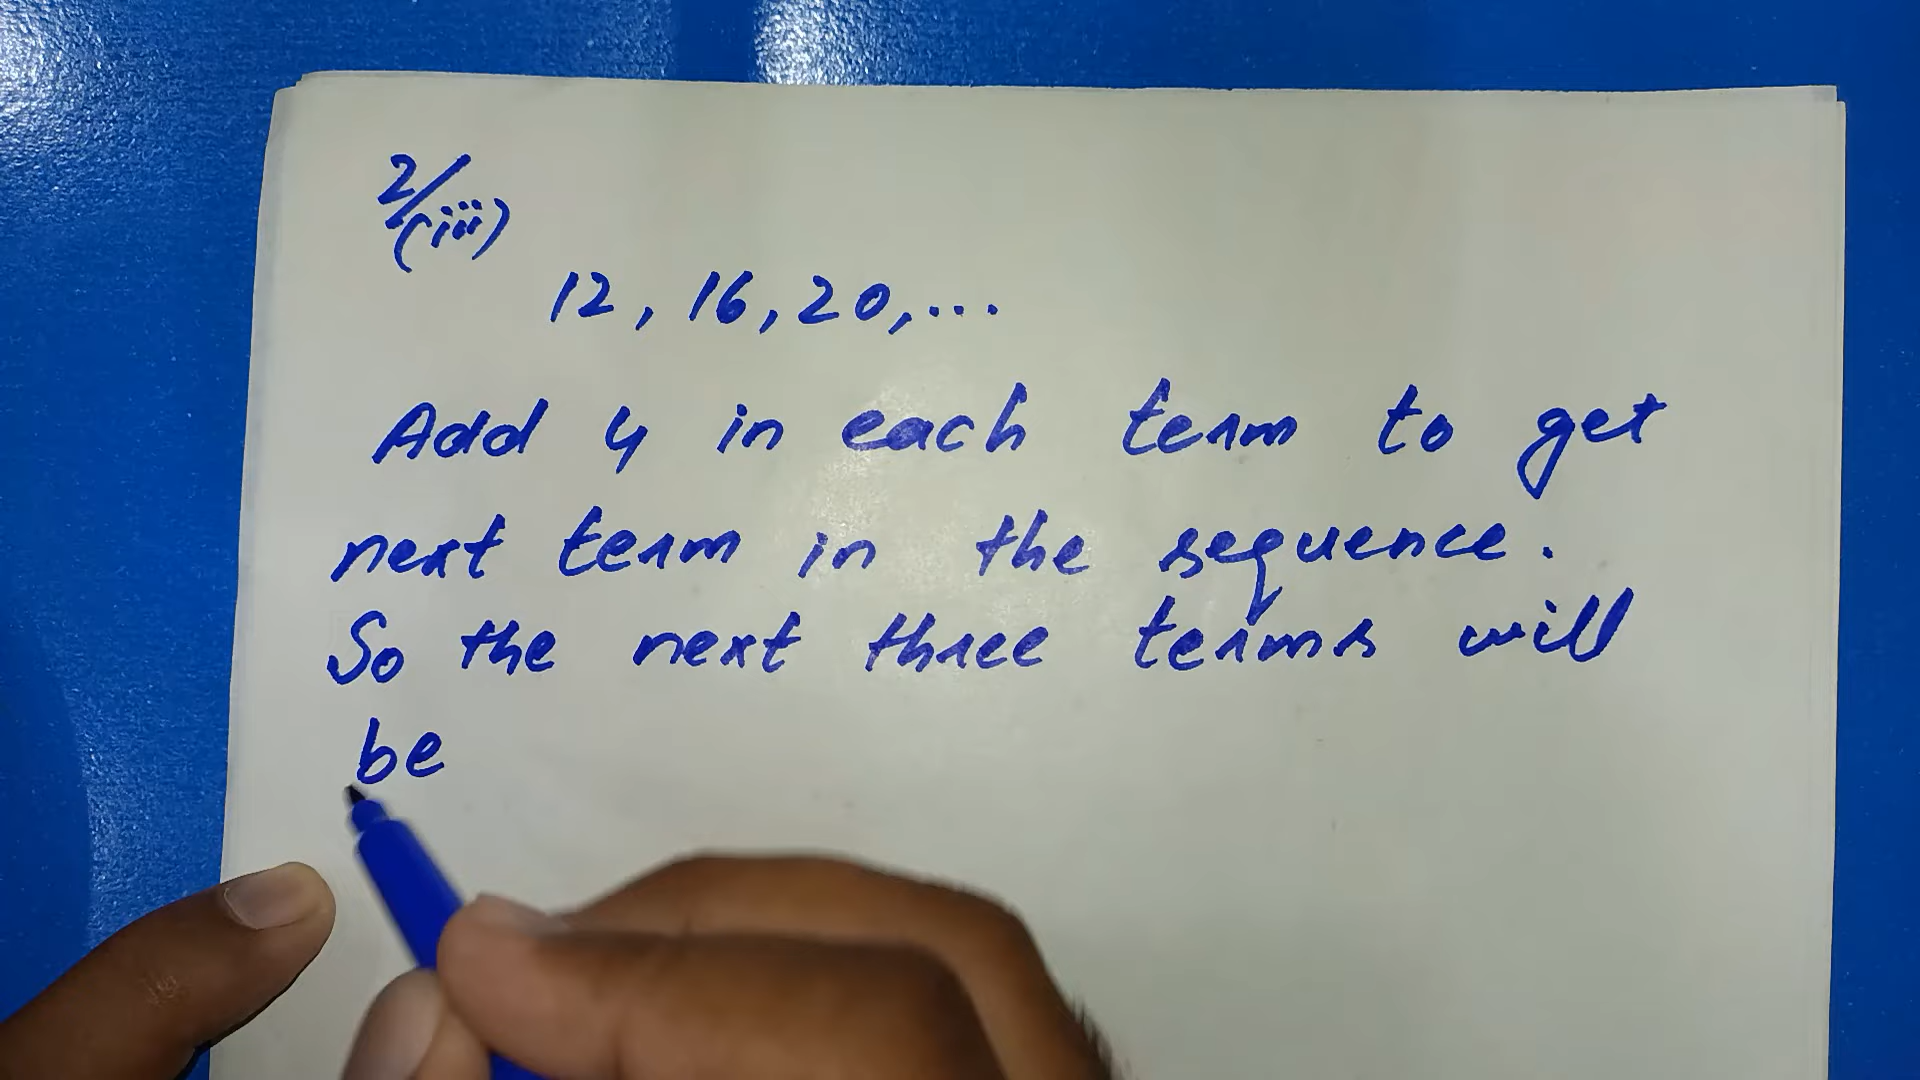 2/(iii)
12, 16, 20, ...
Add 4 in each term to get
next term in the sequence.
So the next three terms will
be